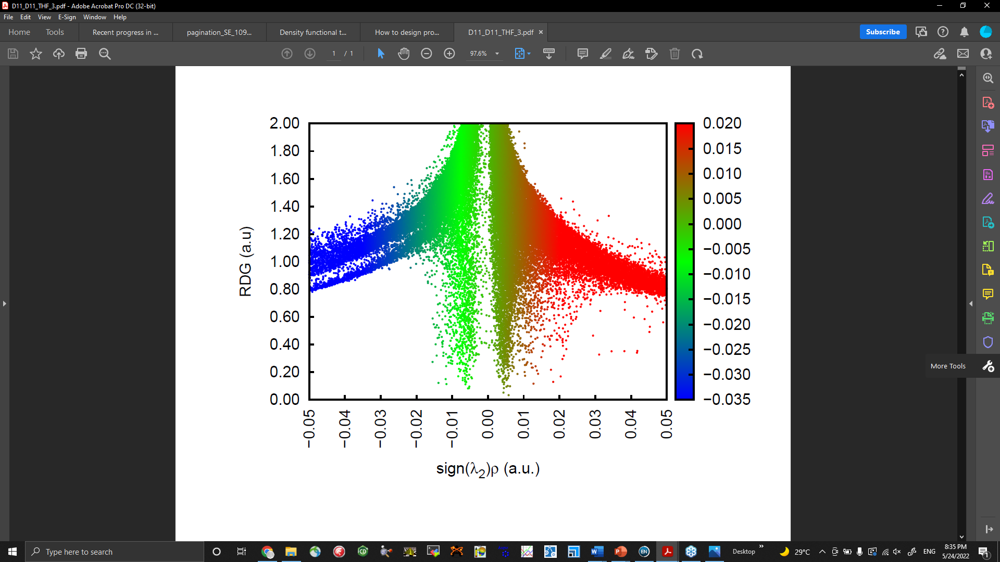 D11_D11_THF_3.pdf - Adobe Acrobat Pro DC (32-bit)
File Edit View E-Sign Window Help
Home Tools Recent progress in ... pagination_SE_109... Density functional t... How to design pro... D11_D11_THF_3.pdf × Subscribe
1 / 1 97.6%
2.00
1.80
1.60
1.40
1.20
1.00
0.80
0.60
0.40
0.20
0.00
RDG (a.u)
−0.05
−0.04
−0.03
−0.02
−0.01
0.00
0.01
0.02
0.03
0.04
0.05
sign(λ2)ρ (a.u.)
0.020
0.015
0.010
0.005
0.000
−0.005
−0.010
−0.015
−0.020
−0.025
−0.030
−0.035
More Tools
Type here to search
CD
W
P
EN
Desktop
29°C
ENG
8:35 PM
5/24/2022
1